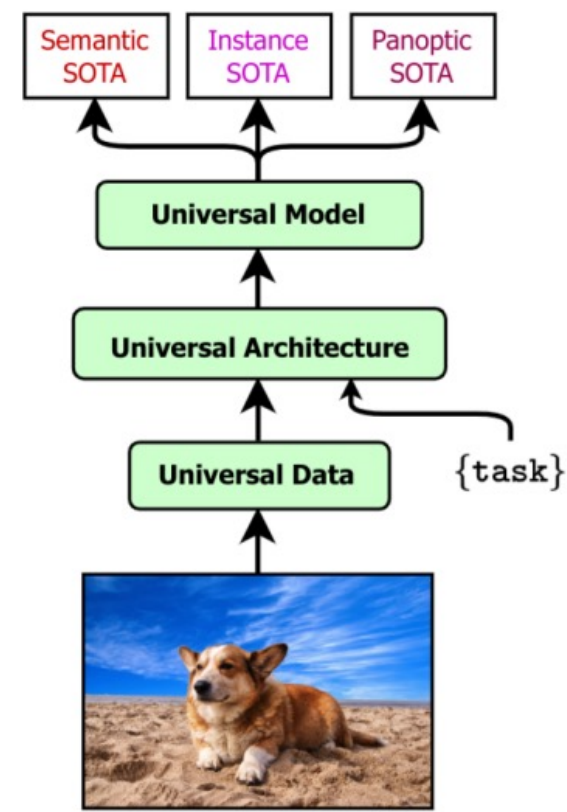 Semantic
SOTA
Instance
SOTA
Panoptic
SOTA
Universal Model
Universal Architecture
Universal Data
{task}